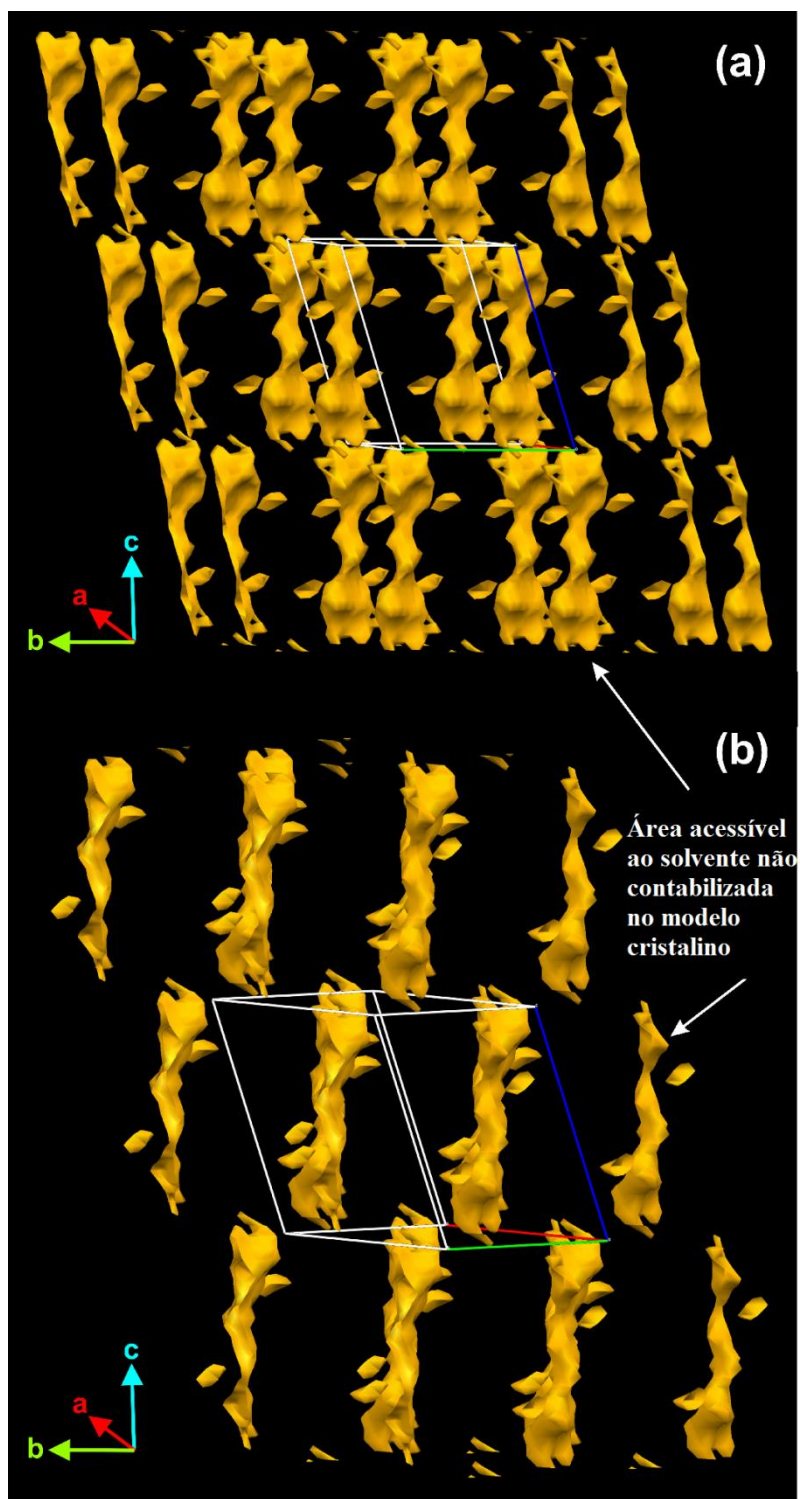 (a)
c
a
b
(b)
Área acessível
ao solvente não
contabilizada
no modelo
cristalino
c
a
b